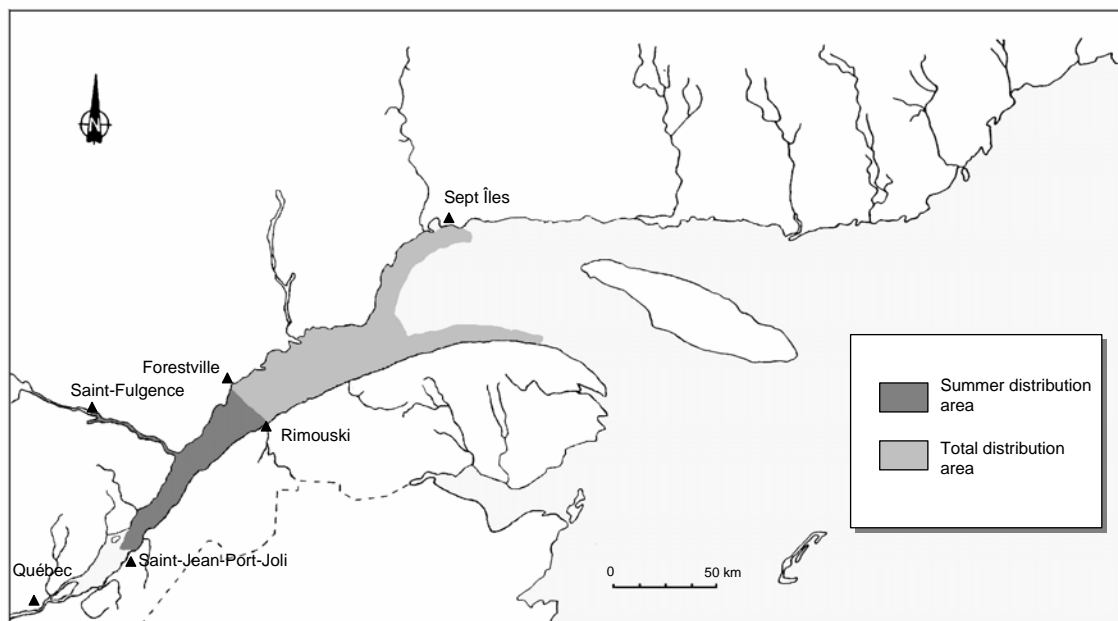 N
Sept Îles
Forestville
Saint-Fulgence
Rimouski
Saint-Jean-Port-Joli
Québec
Summer distribution
area
Total distribution
area
0 50 km